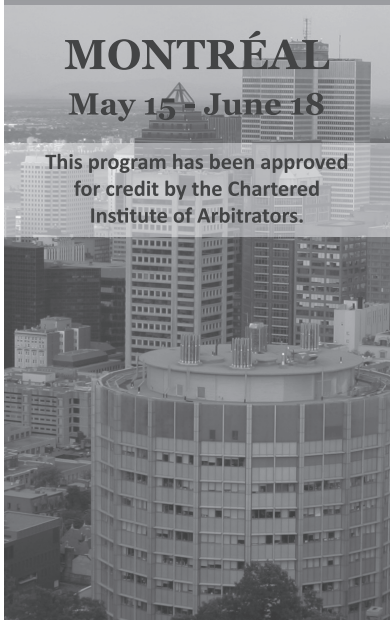 MONTRÉAL
May 15 - June 18
This program has been approved
for credit by the Chartered
Institute of Arbitrators.